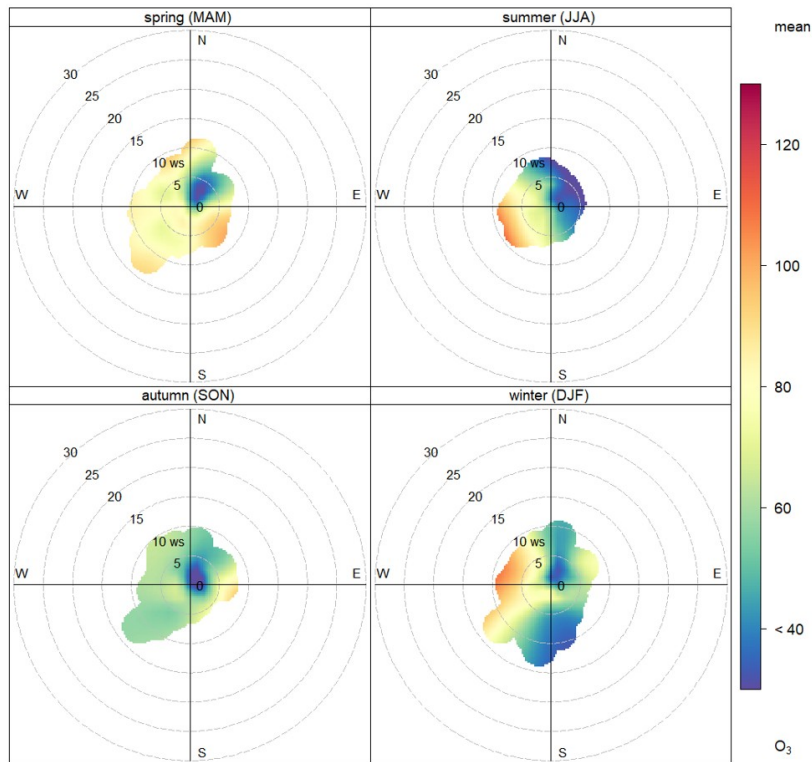 spring (MAM)
summer (JJA)
mean
N
30
25
20
15
10 ws
5
0
W
E
S
N
30
25
20
15
10 ws
5
0
W
E
S
autumn (SON)
winter (DJF)
N
30
25
20
15
10 ws
5
0
W
E
S
N
30
25
20
15
10 ws
5
0
W
E
S
120
100
80
60
< 40
O₃